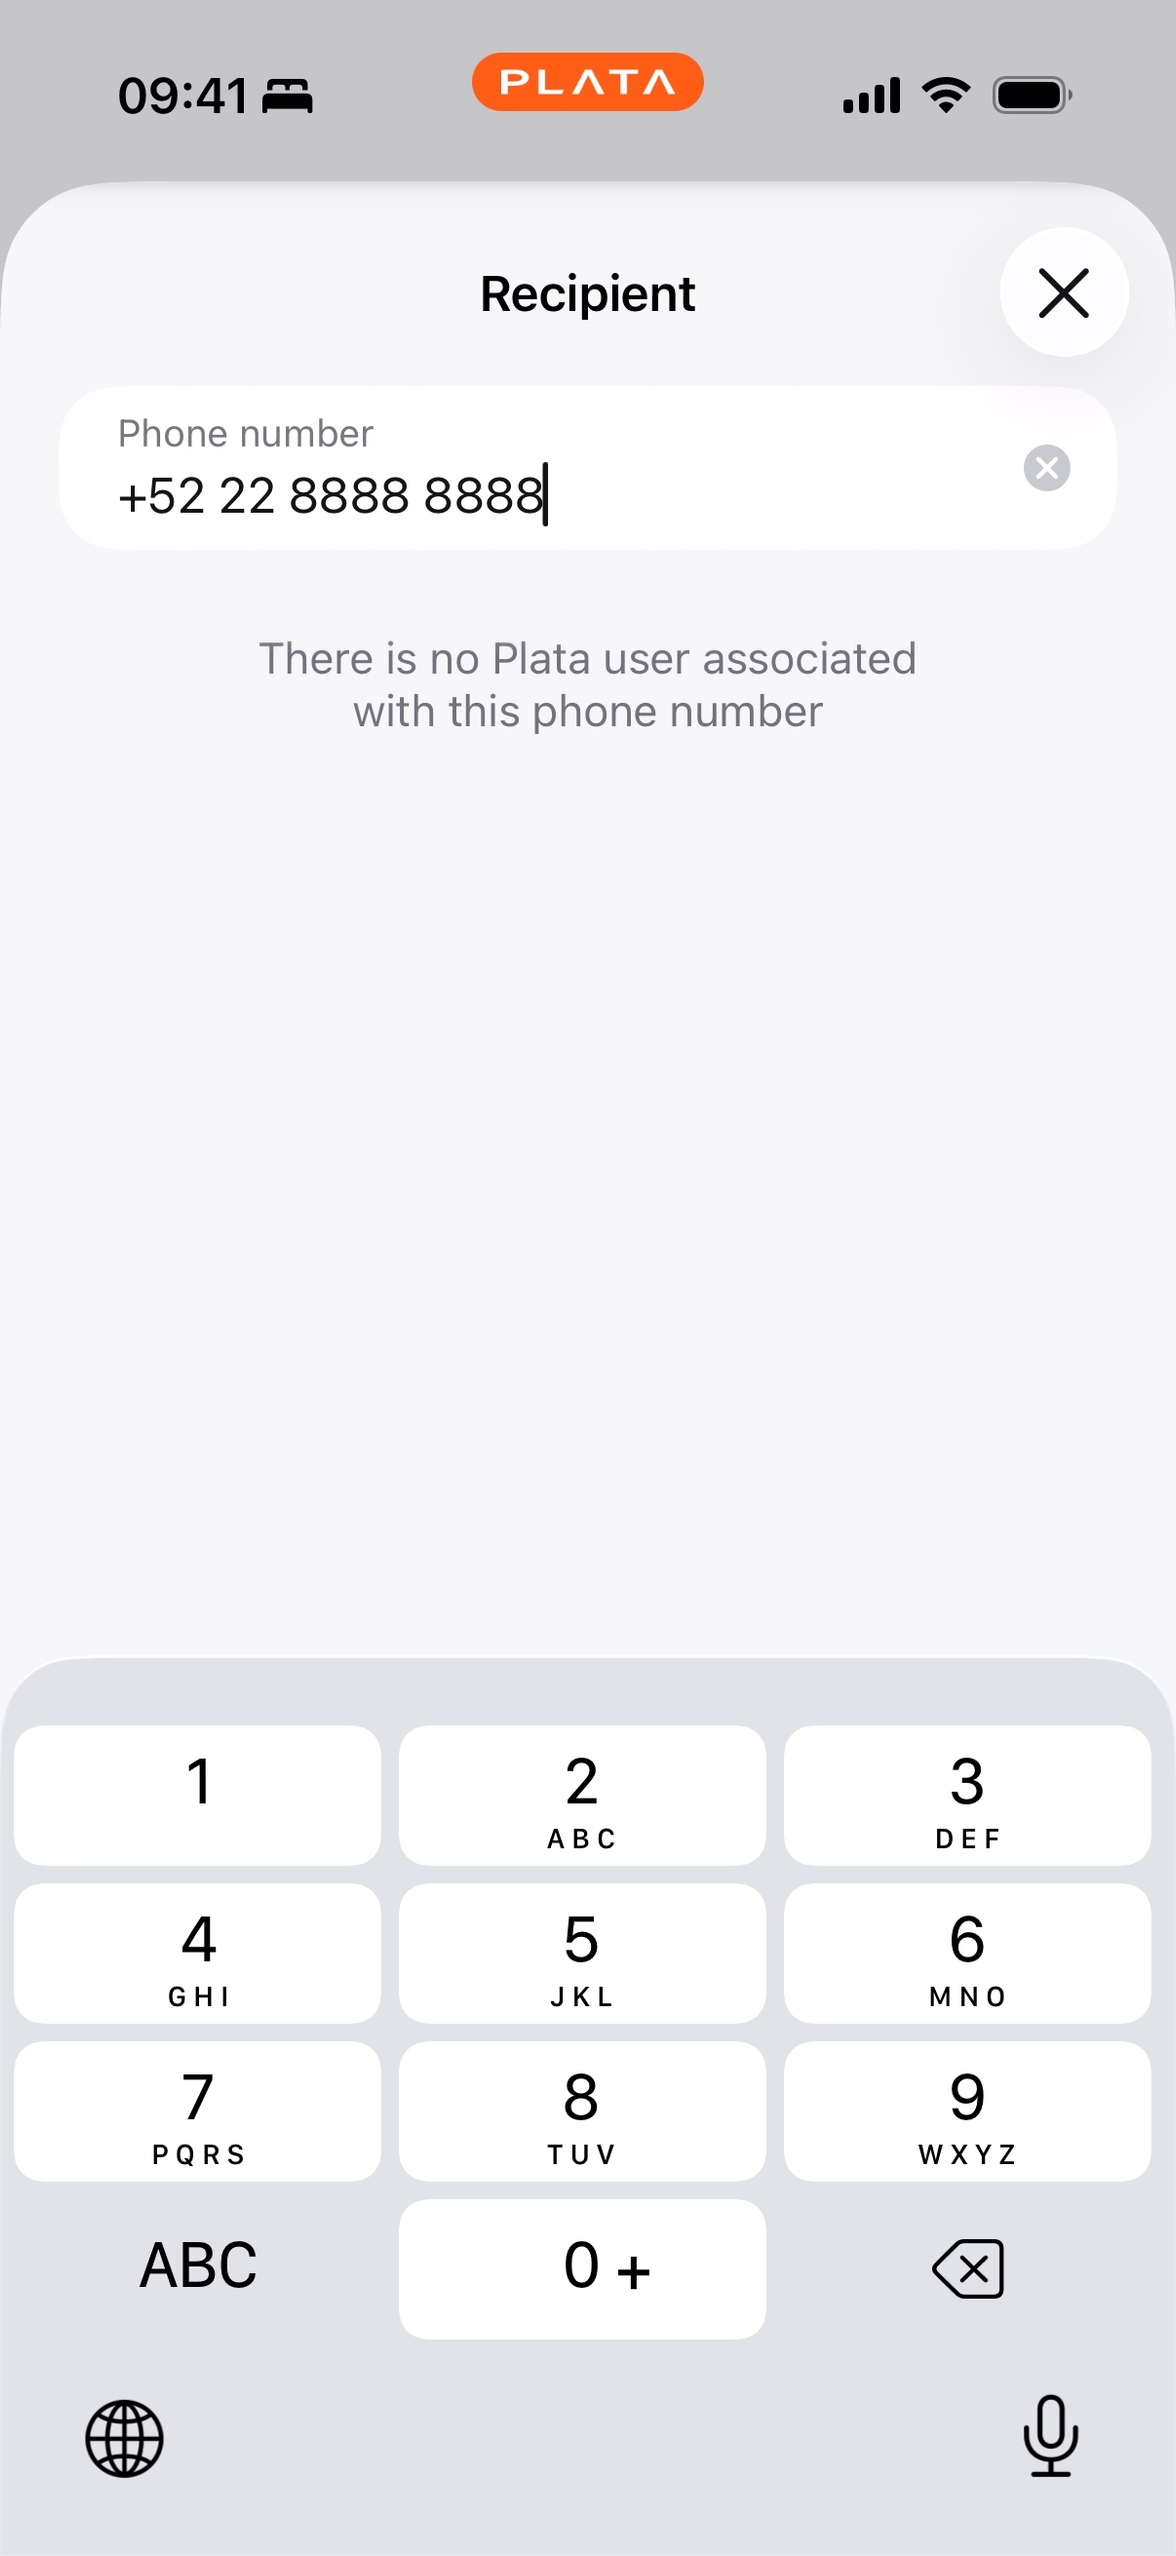 09:41
PLATA
Recipient
Phone number
+52 22 8888 8888
There is no Plata user associated
with this phone number
1
2
ABC
3
DEF
4
GHI
5
JKL
6
MNO
7
PQRS
8
TUV
9
WXYZ
ABC
0 +